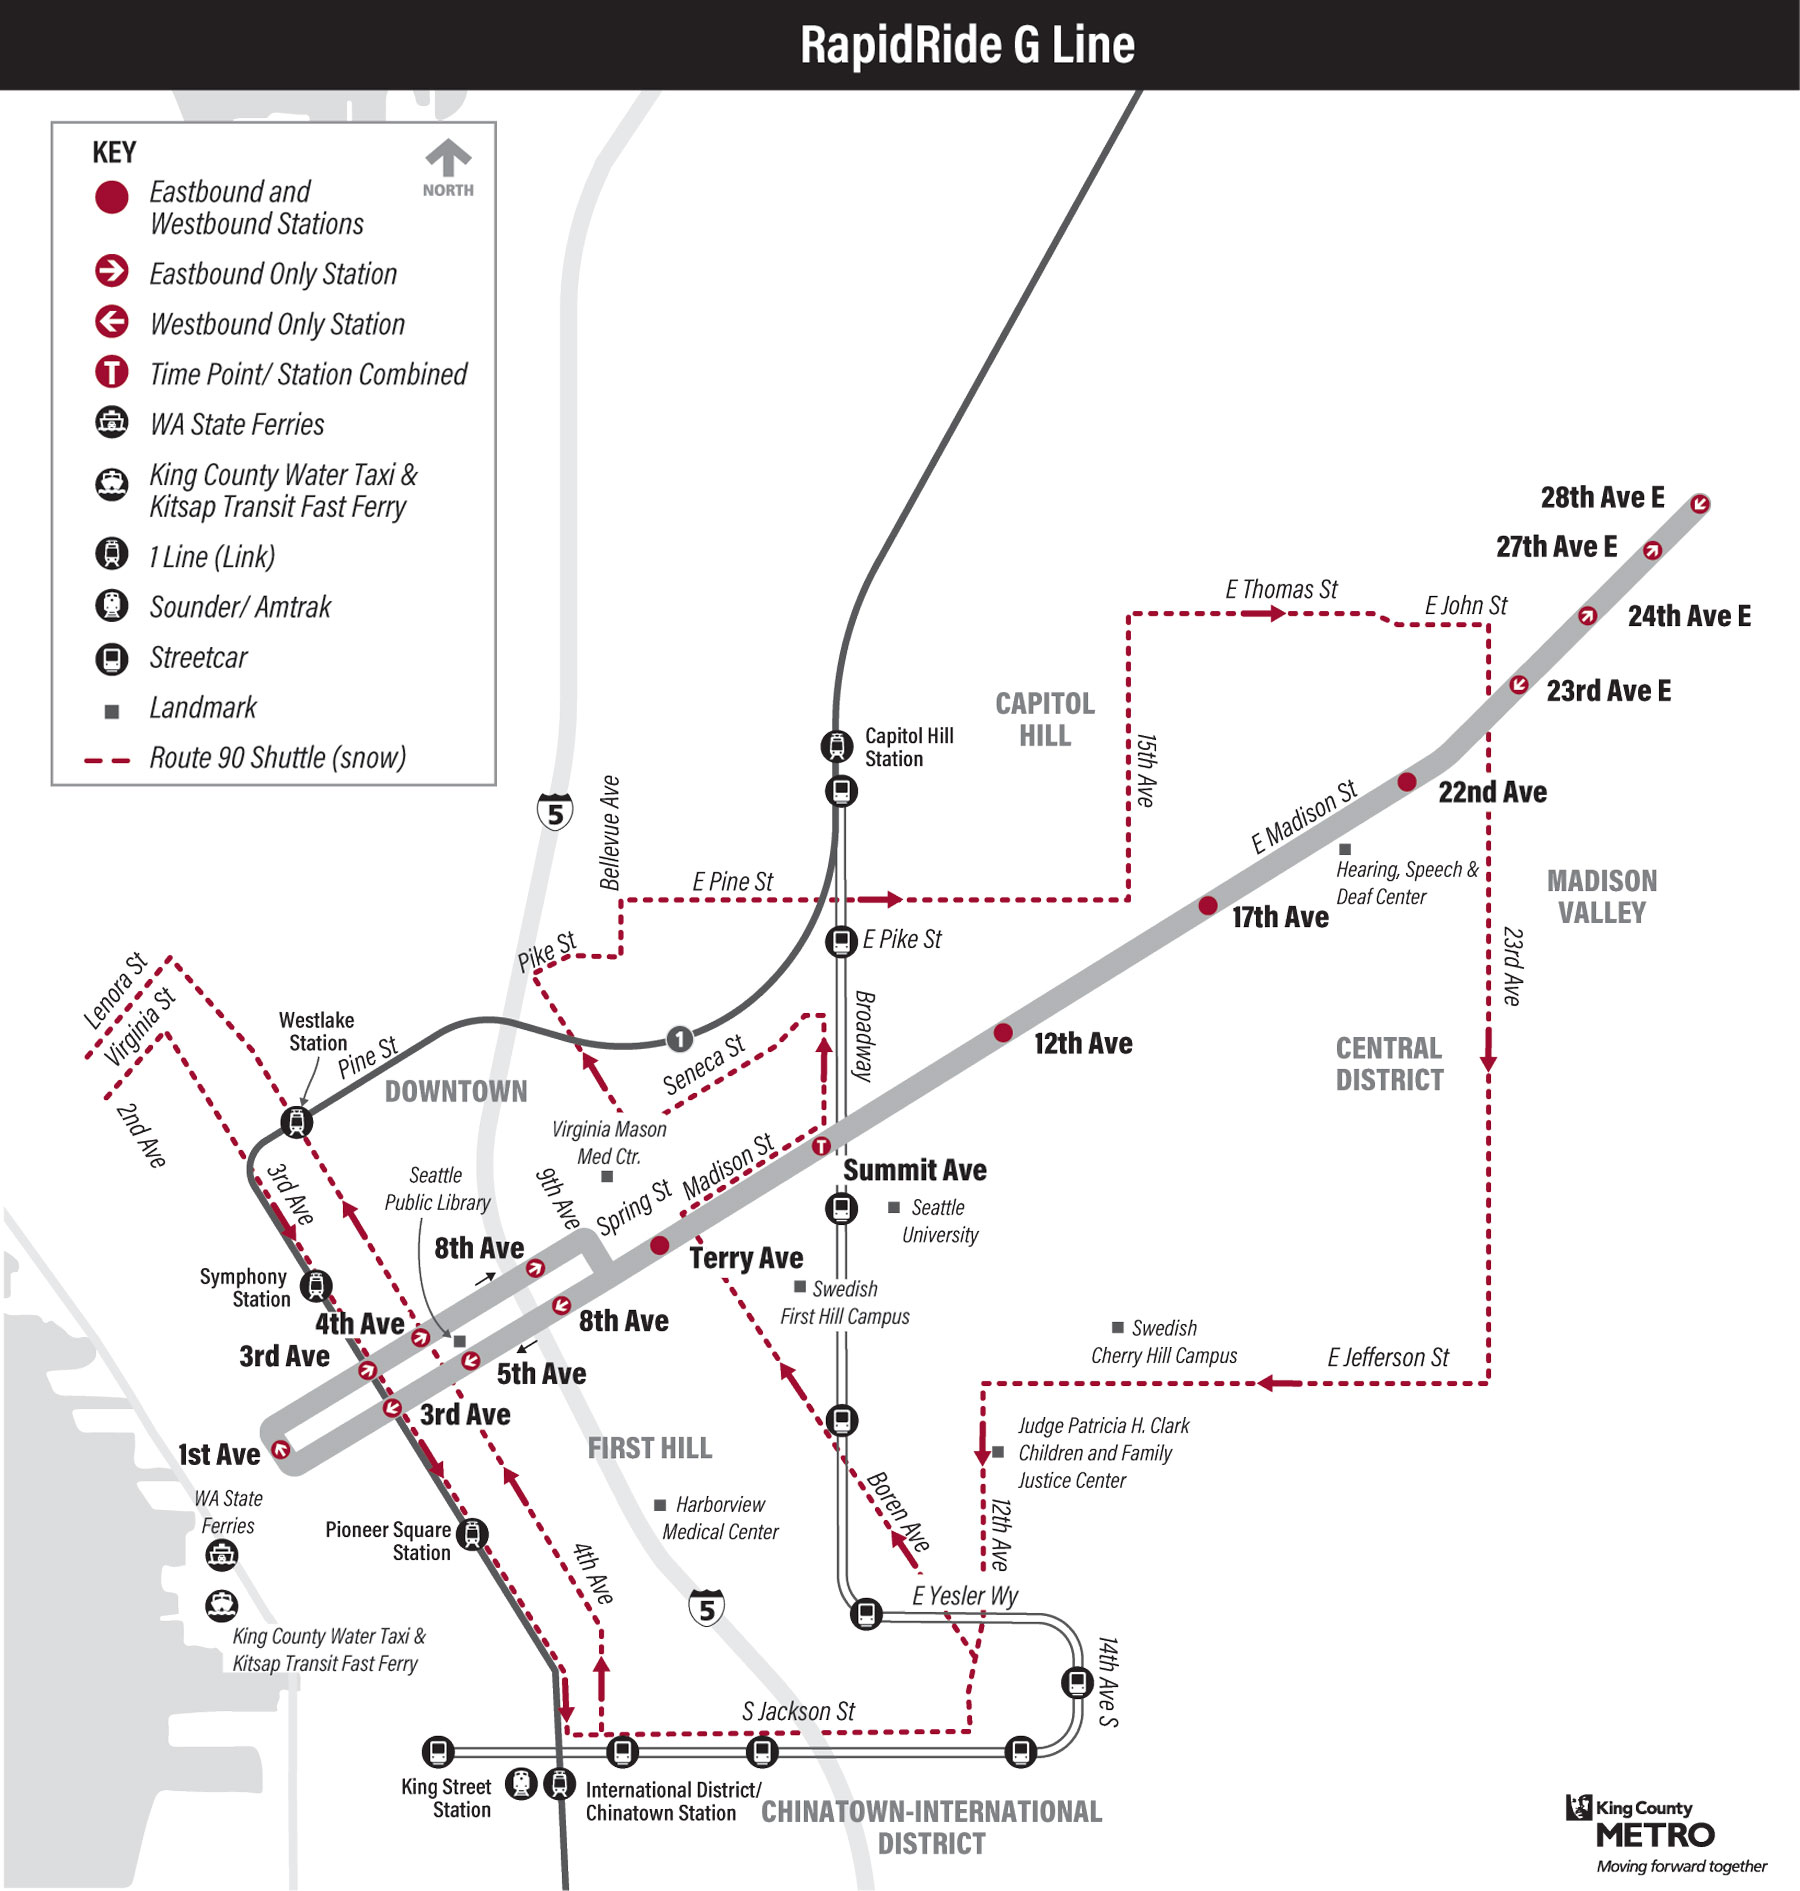 RapidRide G Line
KEY
NORTH
Eastbound and
Westbound Stations
Eastbound Only Station
Westbound Only Station
T
Time Point/ Station Combined
WA State Ferries
King County Water Taxi &
Kitsap Transit Fast Ferry
1 Line (Link)
Sounder/ Amtrak
Streetcar
Landmark
Route 90 Shuttle (snow)
28th Ave E
27th Ave E
24th Ave E
23rd Ave E
22nd Ave
E Thomas St
E John St
CAPITOL
HILL
15th Ave
Capitol Hill
Station
5
Bellevue Ave
E Pine St
E Madison St
Hearing, Speech &
Deaf Center
MADISON
VALLEY
17th Ave
Pike St
E Pike St
23rd Ave
Lenora St
Virginia St
2nd Ave
Westlake
Station
Pine St
1
Broadway
12th Ave
CENTRAL
DISTRICT
DOWNTOWN
Seneca St
Virginia Mason
Med Ctr.
Madison St
T
Summit Ave
3rd Ave
Seattle
Public Library
9th Ave
Spring St
Seattle
University
8th Ave
Terry Ave
Symphony
Station
Swedish
First Hill Campus
4th Ave
8th Ave
Swedish
Cherry Hill Campus
E Jefferson St
3rd Ave
5th Ave
3rd Ave
1st Ave
FIRST HILL
Judge Patricia H. Clark
Children and Family
Justice Center
WA State
Ferries
Harborview
Medical Center
Boren Ave
12th Ave
Pioneer Square
Station
4th Ave
5
E Yesler Wy
King County Water Taxi &
Kitsap Transit Fast Ferry
14th Ave S
S Jackson St
King Street
Station
International District/
Chinatown Station
CHINATOWN-INTERNATIONAL
DISTRICT
King County
METRO
Moving forward together